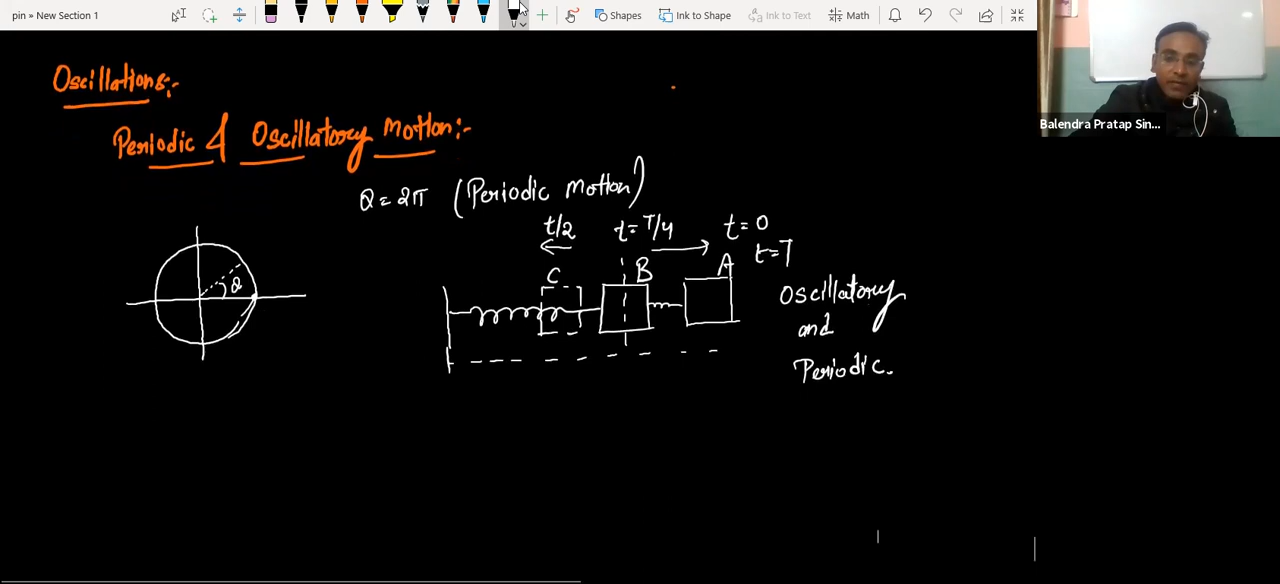 pin » New Section 1
Shapes
Ink to Shape
Ink to Text
Math
Balendra Pratap Sin...
Oscillations:-
Periodic & Oscillatory Motion:-
Q = 2π (Periodic Motion)
t/2 t = T/4 t = 0
t = T
C B A
Q
Oscillatory
and
Periodic.